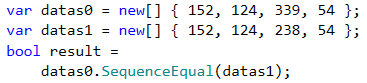 var datas0 = new[] { 152, 124, 339, 54 };
var datas1 = new[] { 152, 124, 238, 54 };
bool result =
datas0.SequenceEqual(datas1);